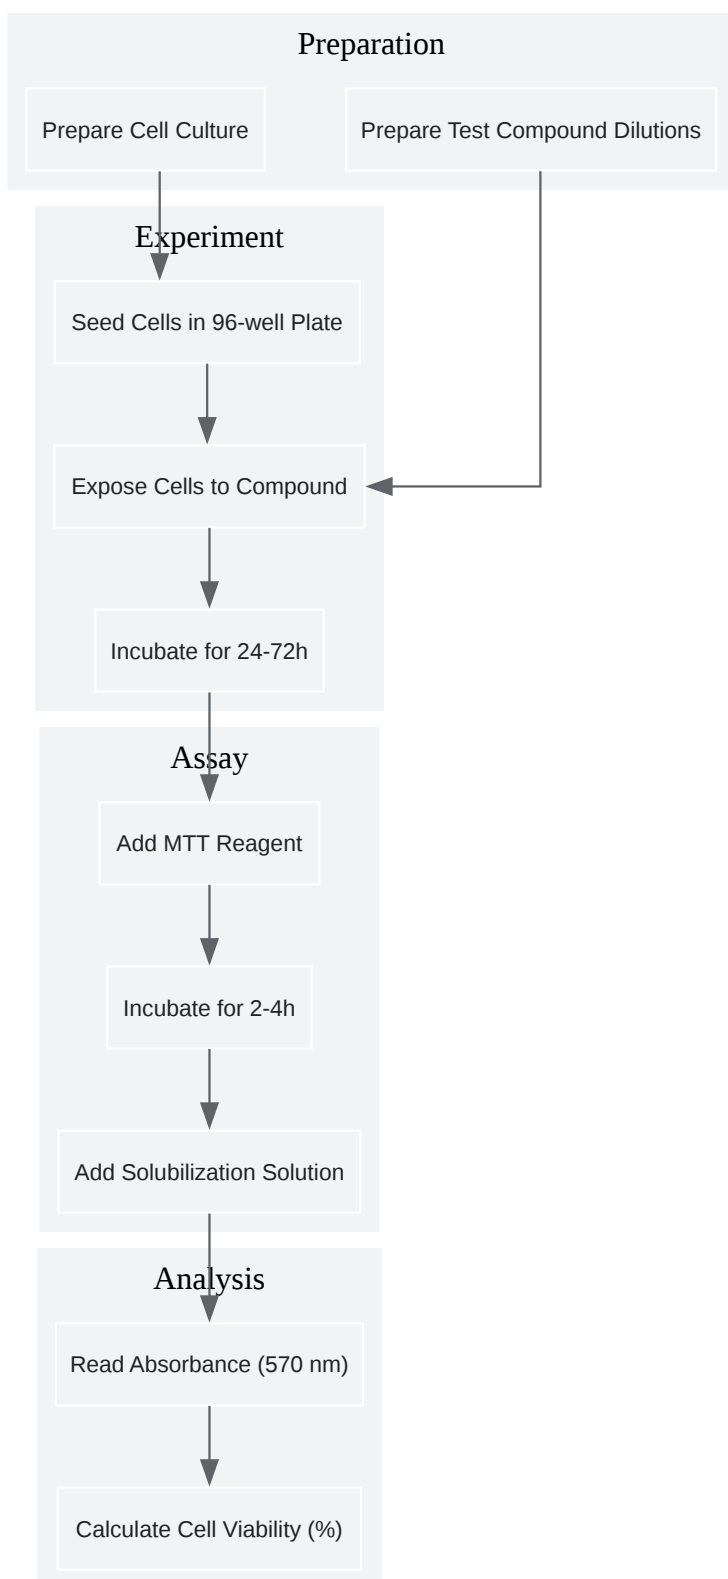 Preparation
Prepare Cell Culture
Prepare Test Compound Dilutions
Experiment
Seed Cells in 96-well Plate
Expose Cells to Compound
Incubate for 24-72h
Assay
Add MTT Reagent
Incubate for 2-4h
Add Solubilization Solution
Analysis
Read Absorbance (570 nm)
Calculate Cell Viability (%)